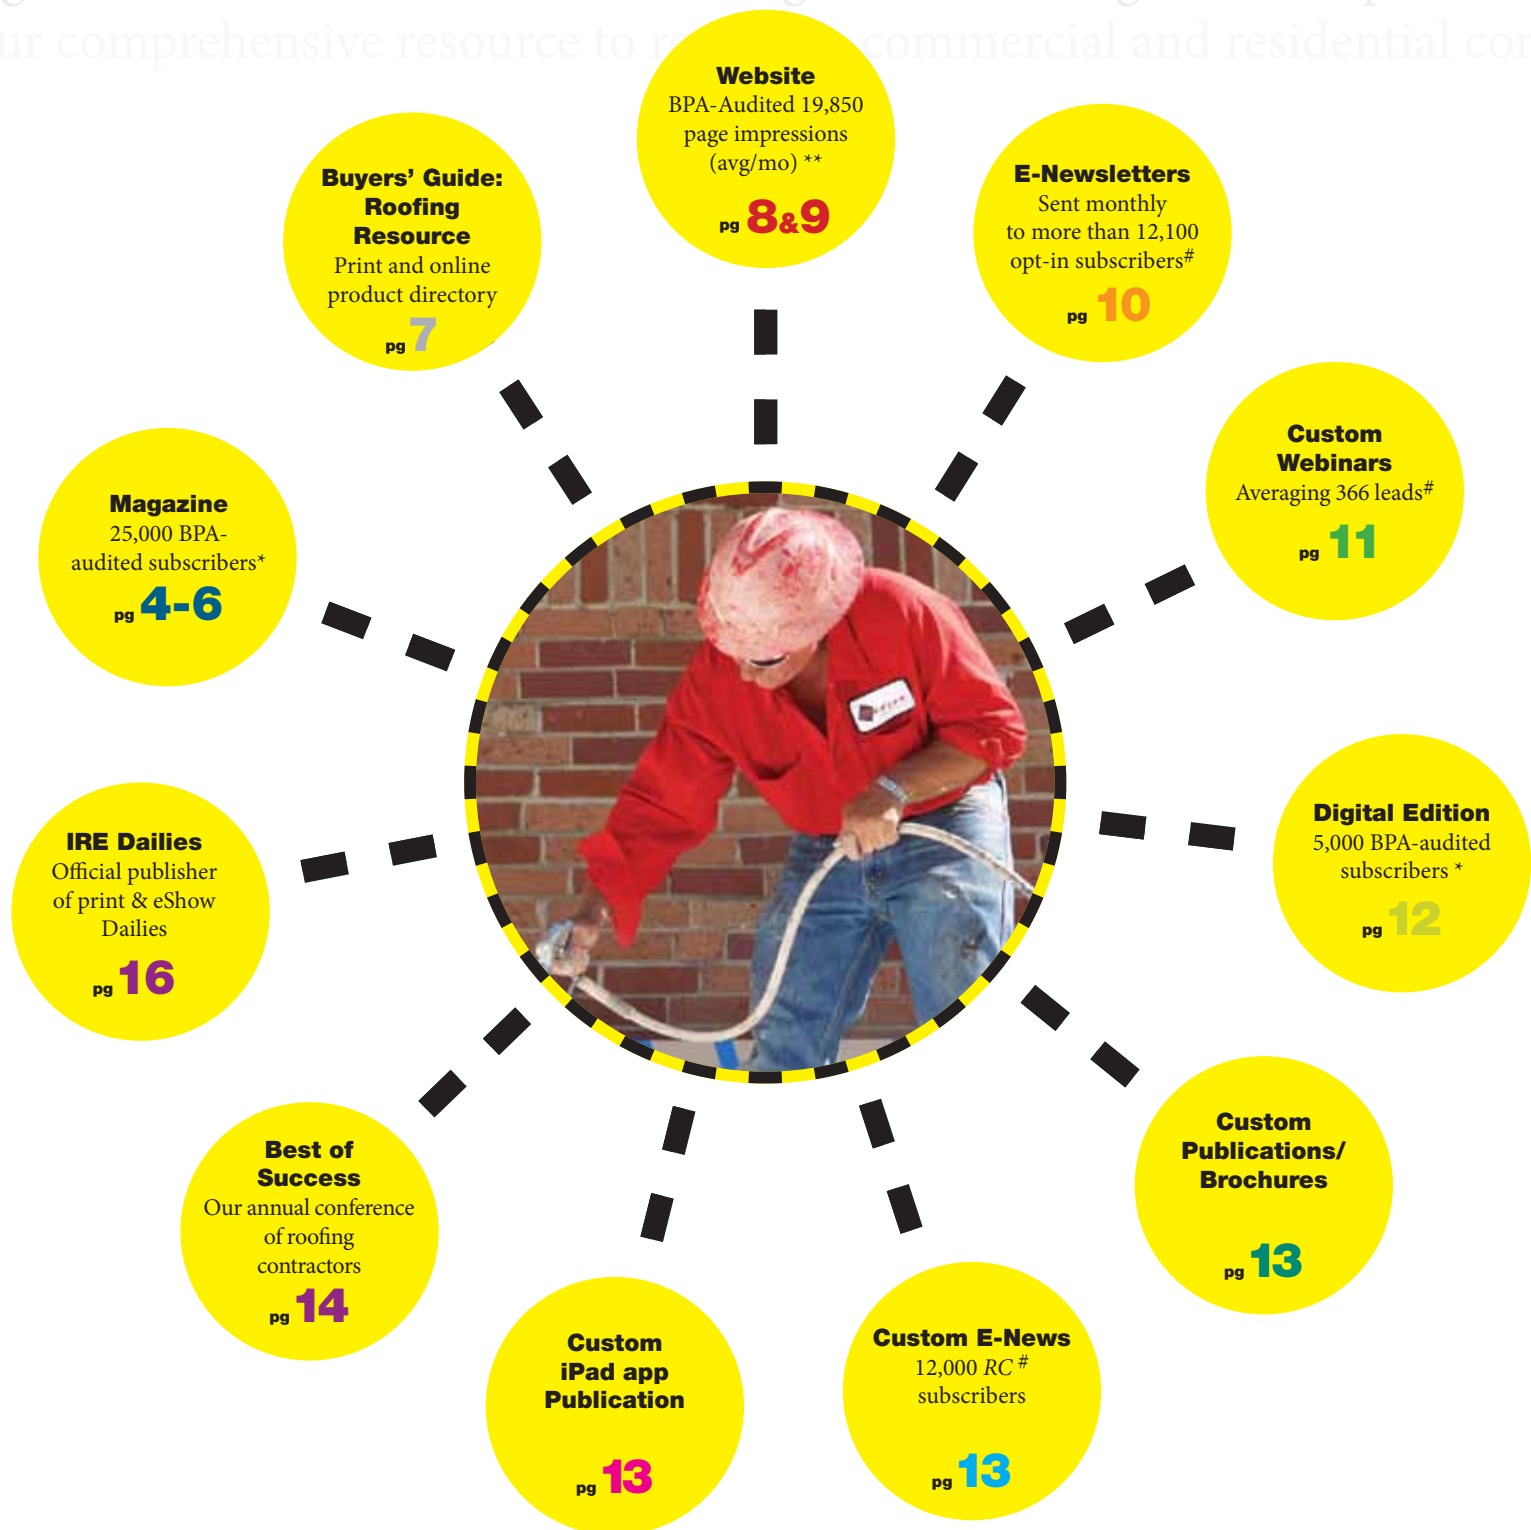 ur comprehensive resource to r commercial and residential con
Website
BPA-Audited 19,850
page impressions
(avg/mo) **
pg 8&9
E-Newsletters
Sent monthly
to more than 12,100
opt-in subscribers#
pg 10
Custom
Webinars
Averaging 366 leads#
pg 11
Digital Edition
5,000 BPA-audited
subscribers *
pg 12
Custom
Publications/
Brochures
pg 13
Custom E-News
12,000 RC #
subscribers
pg 13
Custom
iPad app
Publication
pg 13
Best of
Success
Our annual conference
of roofing
contractors
pg 14
IRE Dailies
Official publisher
of print & eShow
Dailies
pg 16
Magazine
25,000 BPA-
audited subscribers*
pg 4-6
Buyers’ Guide:
Roofing
Resource
Print and online
product directory
pg 7